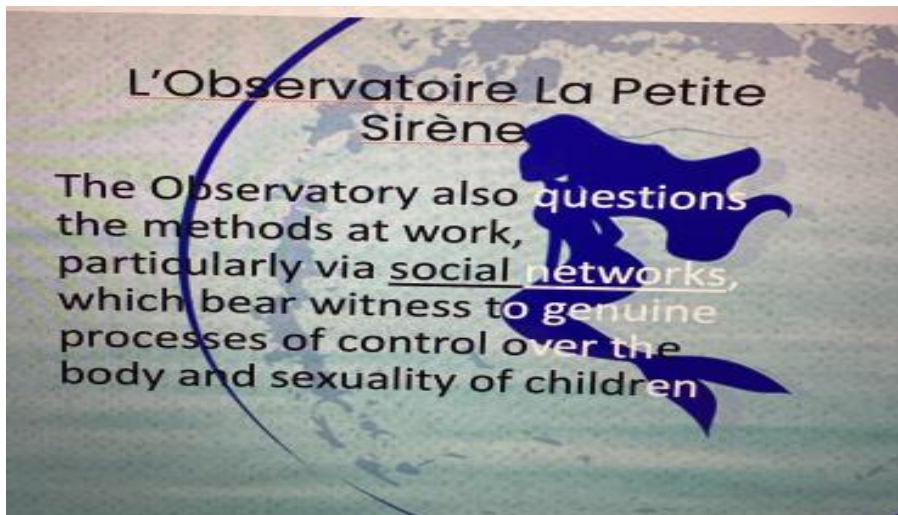 L'Observatoire La Petite
Sirène
The Observatory also questions
the methods at work,
particularly via social networks,
which bear witness to genuine
processes of control over the
body and sexuality of children